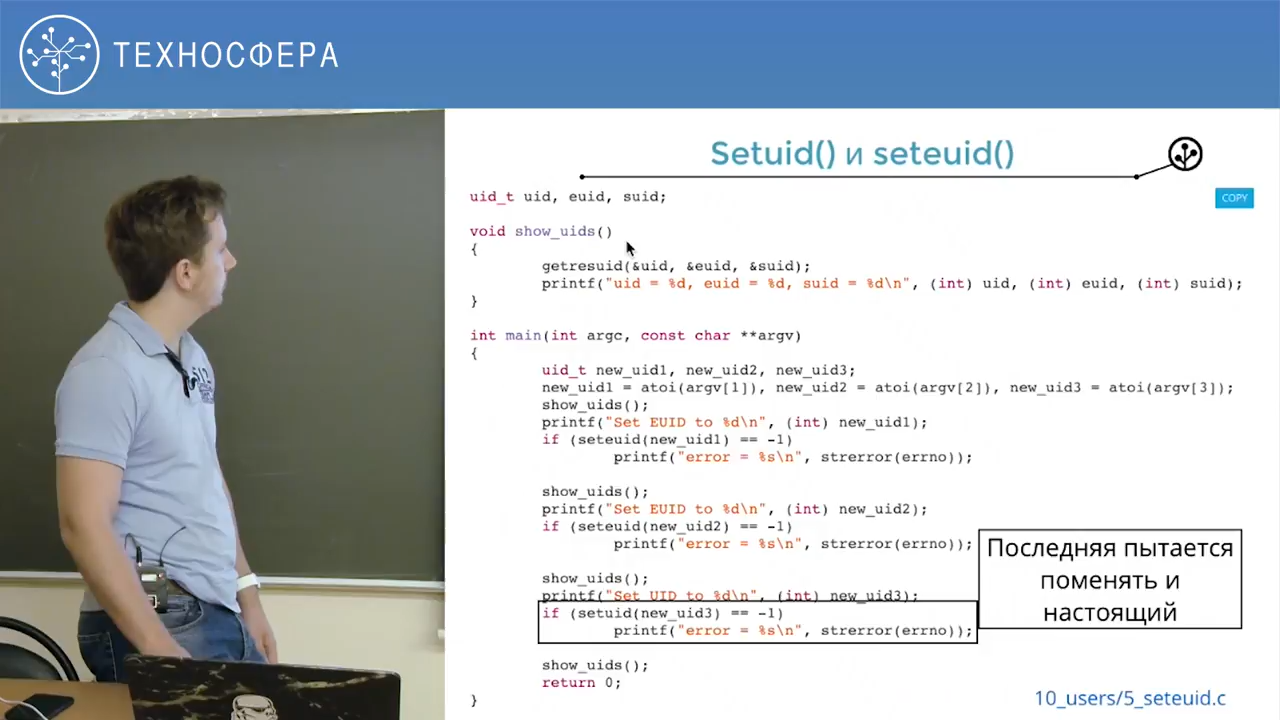 ТЕХНОСФЕРА
Setuid() и seteuid()
COPY
uid_t uid, euid, suid;
void show_uids()
{
getresuid(&uid, &euid, &suid);
printf("uid = %d, euid = %d, suid = %d\n", (int) uid, (int) euid, (int) suid);
}
int main(int argc, const char **argv)
{
uid_t new_uid1, new_uid2, new_uid3;
new_uid1 = atoi(argv[1]), new_uid2 = atoi(argv[2]), new_uid3 = atoi(argv[3]);
show_uids();
printf("Set EUID to %d\n", (int) new_uid1);
if (seteuid(new_uid1) == -1)
printf("error = %s\n", strerror(errno));
show_uids();
printf("Set EUID to %d\n", (int) new_uid2);
if (seteuid(new_uid2) == -1)
printf("error = %s\n", strerror(errno));
show_uids();
printf("Set UID to %d\n", (int) new_uid3);
if (setuid(new_uid3) == -1)
printf("error = %s\n", strerror(errno));
show_uids();
return 0;
}
Последняя пытается
поменять и
настоящий
10_users/5_seteuid.c